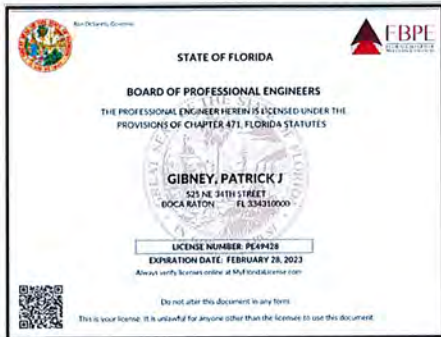 Ron DeSantis, Governor
FBPE
STATE OF FLORIDA
BOARD OF PROFESSIONAL ENGINEERS
THE PROFESSIONAL ENGINEER HEREIN IS LICENSED UNDER THE
PROVISIONS OF CHAPTER 471, FLORIDA STATUTES
GIBNEY, PATRICK J
525 NE 34TH STREET
BOCA RATON FL 334310000
LICENSE NUMBER: PE49428
EXPIRATION DATE: FEBRUARY 28, 2023
Always verify licenses online at MyFloridaLicense.com
Do not alter this document in any form.
This is your license. It is unlawful for anyone other than the licensee to use this document.